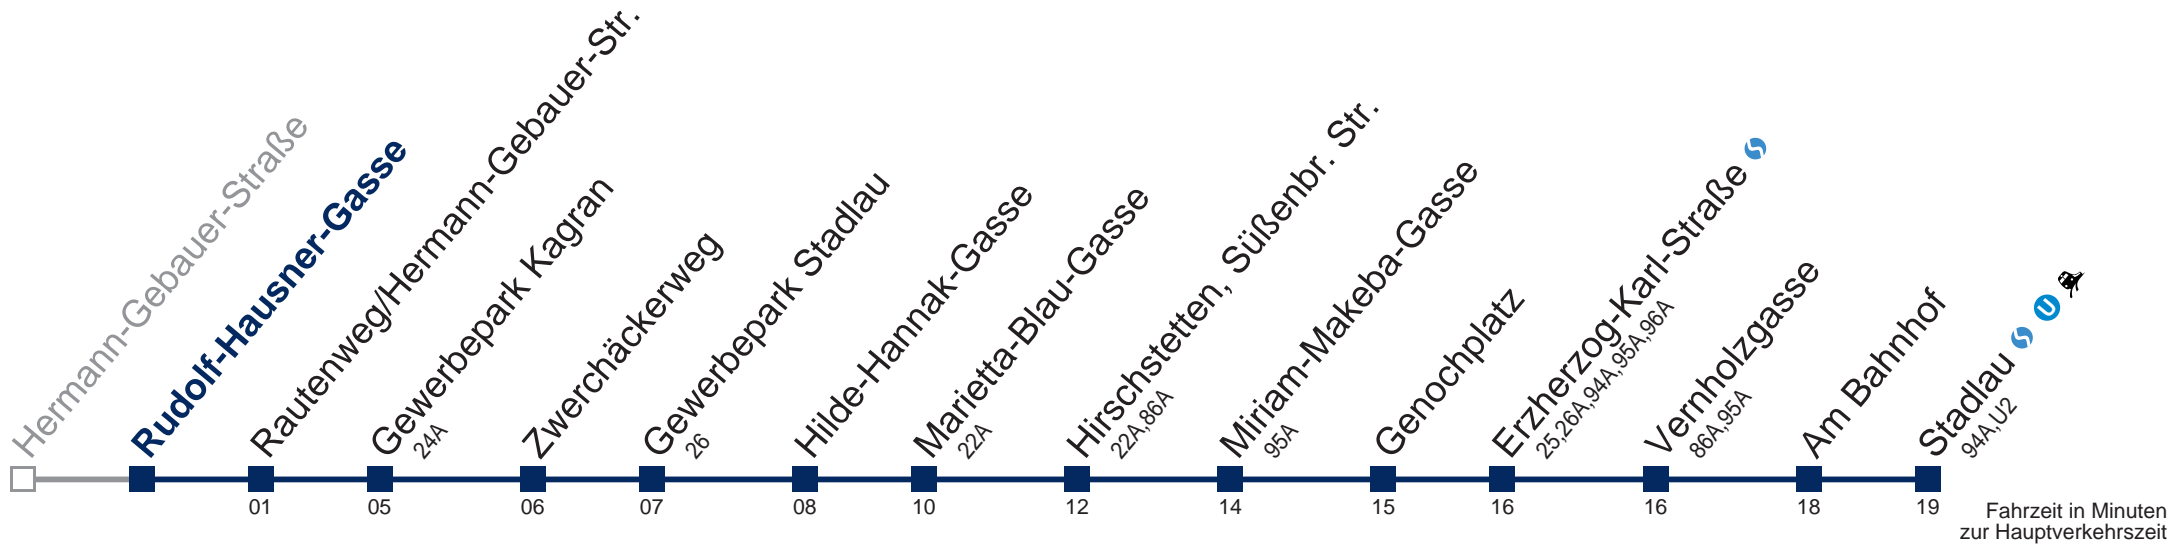 Hermann-Gebauer-Straße
Rudolf-Hausner-Gasse
Rautenweg/Hermann-Gebauer-Str.
Gewerbepark Kagran
24A
Zwerchäckerweg
Gewerbepark Stadlau
26
Hilde-Hannak-Gasse
Marietta-Blau-Gasse
22A
Hirschstetten, Süßenbr. Str.
22A,86A
Miriam-Makeba-Gasse
95A
Genochplatz
Erzherzog-Karl-Straße S
25,26A,94A,95A,96A
Vernholzgasse
86A,95A
Am Bahnhof
Stadlau S U
94A,U2
01 05 06 07 08 10 12 14 15 16 16 18 19
Fahrzeit in Minuten
zur Hauptverkehrszeit